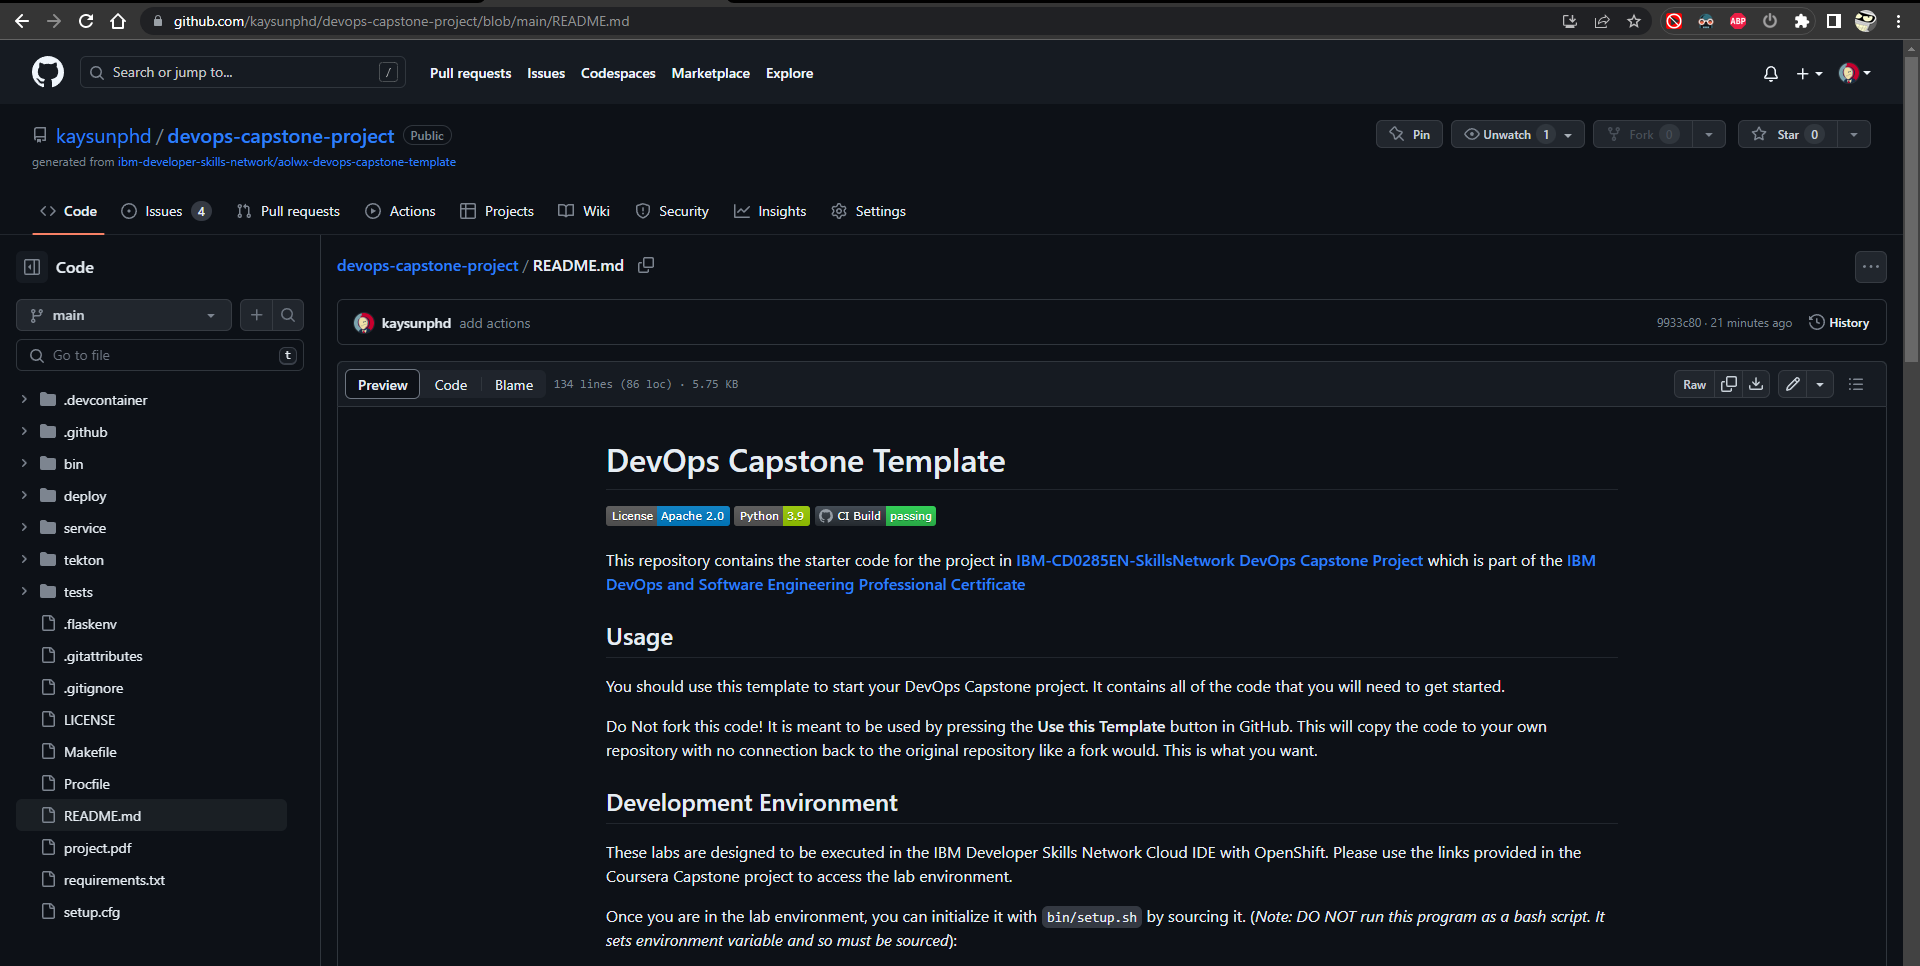 github.com/kaysunphd/devops-capstone-project/blob/main/README.md
ABP
Search or jump to... /
Pull requests Issues Codespaces Marketplace Explore
kaysunphd / devops-capstone-project Public
Pin Unwatch 1 Fork 0 Star 0
generated from ibm-developer-skills-network/aolwx-devops-capstone-template
Code Issues 4 Pull requests Actions Projects Wiki Security Insights Settings
Code
main
Go to file t
.devcontainer
.github
bin
deploy
service
tekton
tests
.flaskenv
.gitattributes
.gitignore
LICENSE
Makefile
Procfile
README.md
project.pdf
requirements.txt
setup.cfg
devops-capstone-project / README.md
kaysunphd add actions 9933c80 · 21 minutes ago History
Preview Code Blame 134 lines (86 loc) · 5.75 KB Raw
DevOps Capstone Template
License Apache 2.0 Python 3.9 CI Build passing
This repository contains the starter code for the project in IBM-CD0285EN-SkillsNetwork DevOps Capstone Project which is part of the IBM
DevOps and Software Engineering Professional Certificate
Usage
You should use this template to start your DevOps Capstone project. It contains all of the code that you will need to get started.
Do Not fork this code! It is meant to be used by pressing the Use this Template button in GitHub. This will copy the code to your own
repository with no connection back to the original repository like a fork would. This is what you want.
Development Environment
These labs are designed to be executed in the IBM Developer Skills Network Cloud IDE with OpenShift. Please use the links provided in the
Coursera Capstone project to access the lab environment.
Once you are in the lab environment, you can initialize it with bin/setup.sh by sourcing it. (Note: DO NOT run this program as a bash script. It
sets environment variable and so must be sourced):